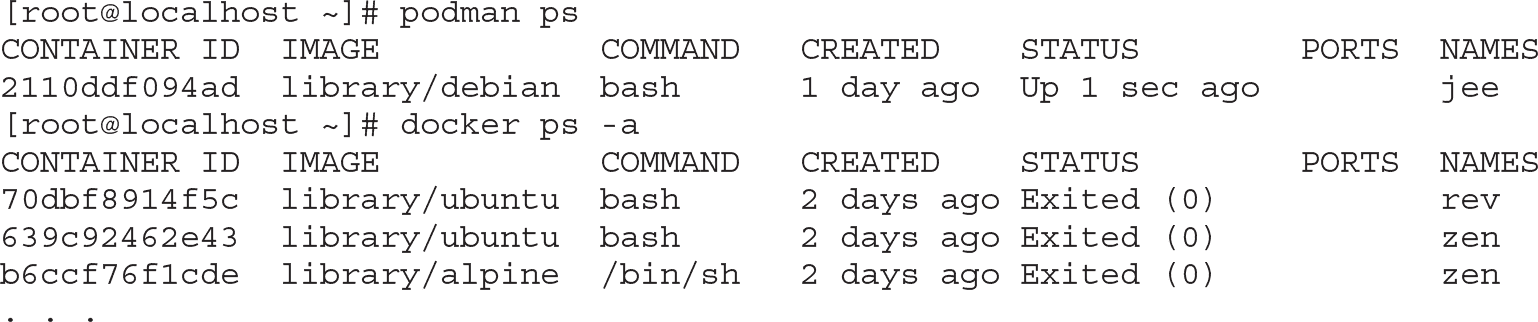 [root@localhost ~]# podman ps
CONTAINER ID  IMAGE           COMMAND   CREATED    STATUS        PORTS  NAMES
2110ddf094ad  library/debian  bash      1 day ago  Up 1 sec ago         jee
[root@localhost ~]# docker ps -a
CONTAINER ID  IMAGE           COMMAND   CREATED    STATUS        PORTS  NAMES
70dbf8914f5c  library/ubuntu  bash      2 days ago Exited (0)           rev
639c92462e43  library/ubuntu  bash      2 days ago Exited (0)           zen
b6ccf76f1cde  library/alpine  /bin/sh   2 days ago Exited (0)           zen
. . .